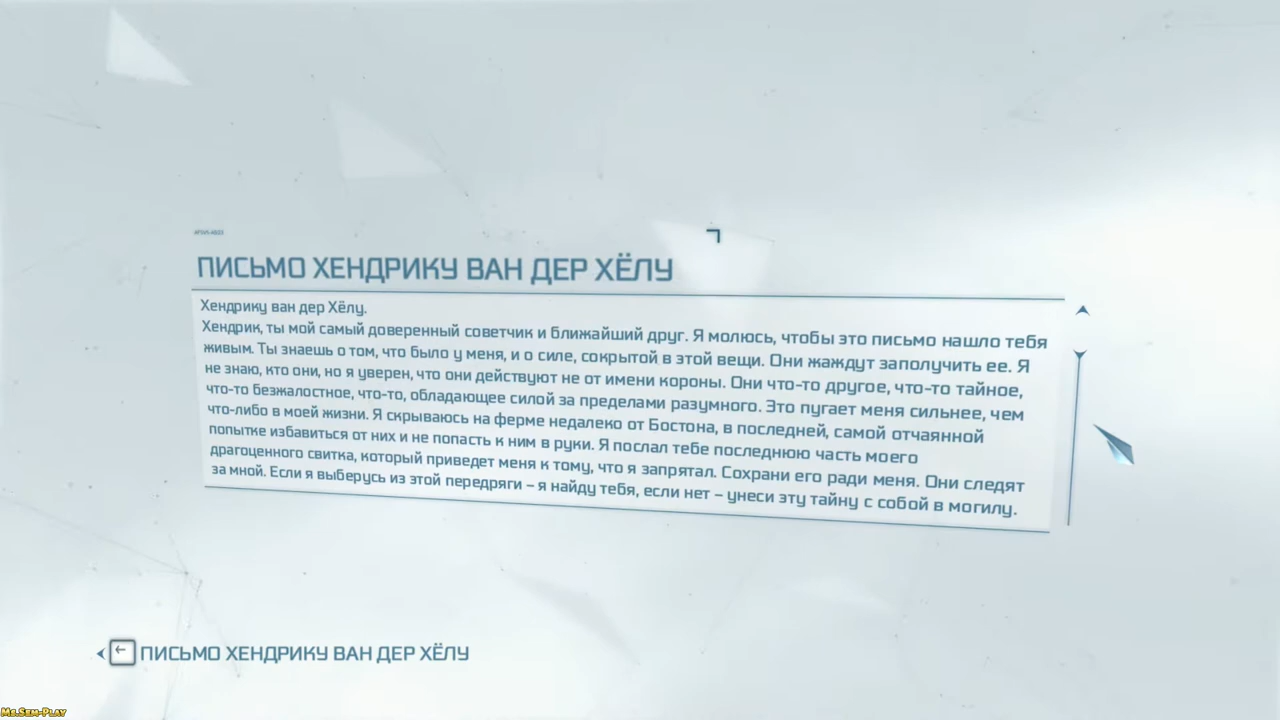 ПИСЬМО ХЕНДРИКУ ВАН ДЕР ХЁЛУ
Хендрику ван дер Хёлу.
Хендрик, ты мой самый доверенный советчик и ближайший друг. Я молюсь, чтобы это письмо нашло тебя
живым. Ты знаешь о том, что было у меня, и о силе, сокрытой в этой вещи. Они жаждут заполучить ее. Я
не знаю, кто они, но я уверен, что они действуют не от имени короны. Они что-то другое, что-то тайное,
что-то безжалостное, что-то, обладающее силой за пределами разумного. Это пугает меня сильнее, чем
что-либо в моей жизни. Я скрываюсь на ферме недалеко от Бостона, в последней, самой отчаянной
попытке избавиться от них и не попасть к ним в руки. Я послал тебе последнюю часть моего
драгоценного свитка, который приведет меня к тому, что я запрятал. Сохрани его ради меня. Они следят
за мной. Если я выберусь из этой передряги – я найду тебя, если нет – унеси эту тайну с собой в могилу.
ПИСЬМО ХЕНДРИКУ ВАН ДЕР ХЁЛУ
Ms.Sem-Play